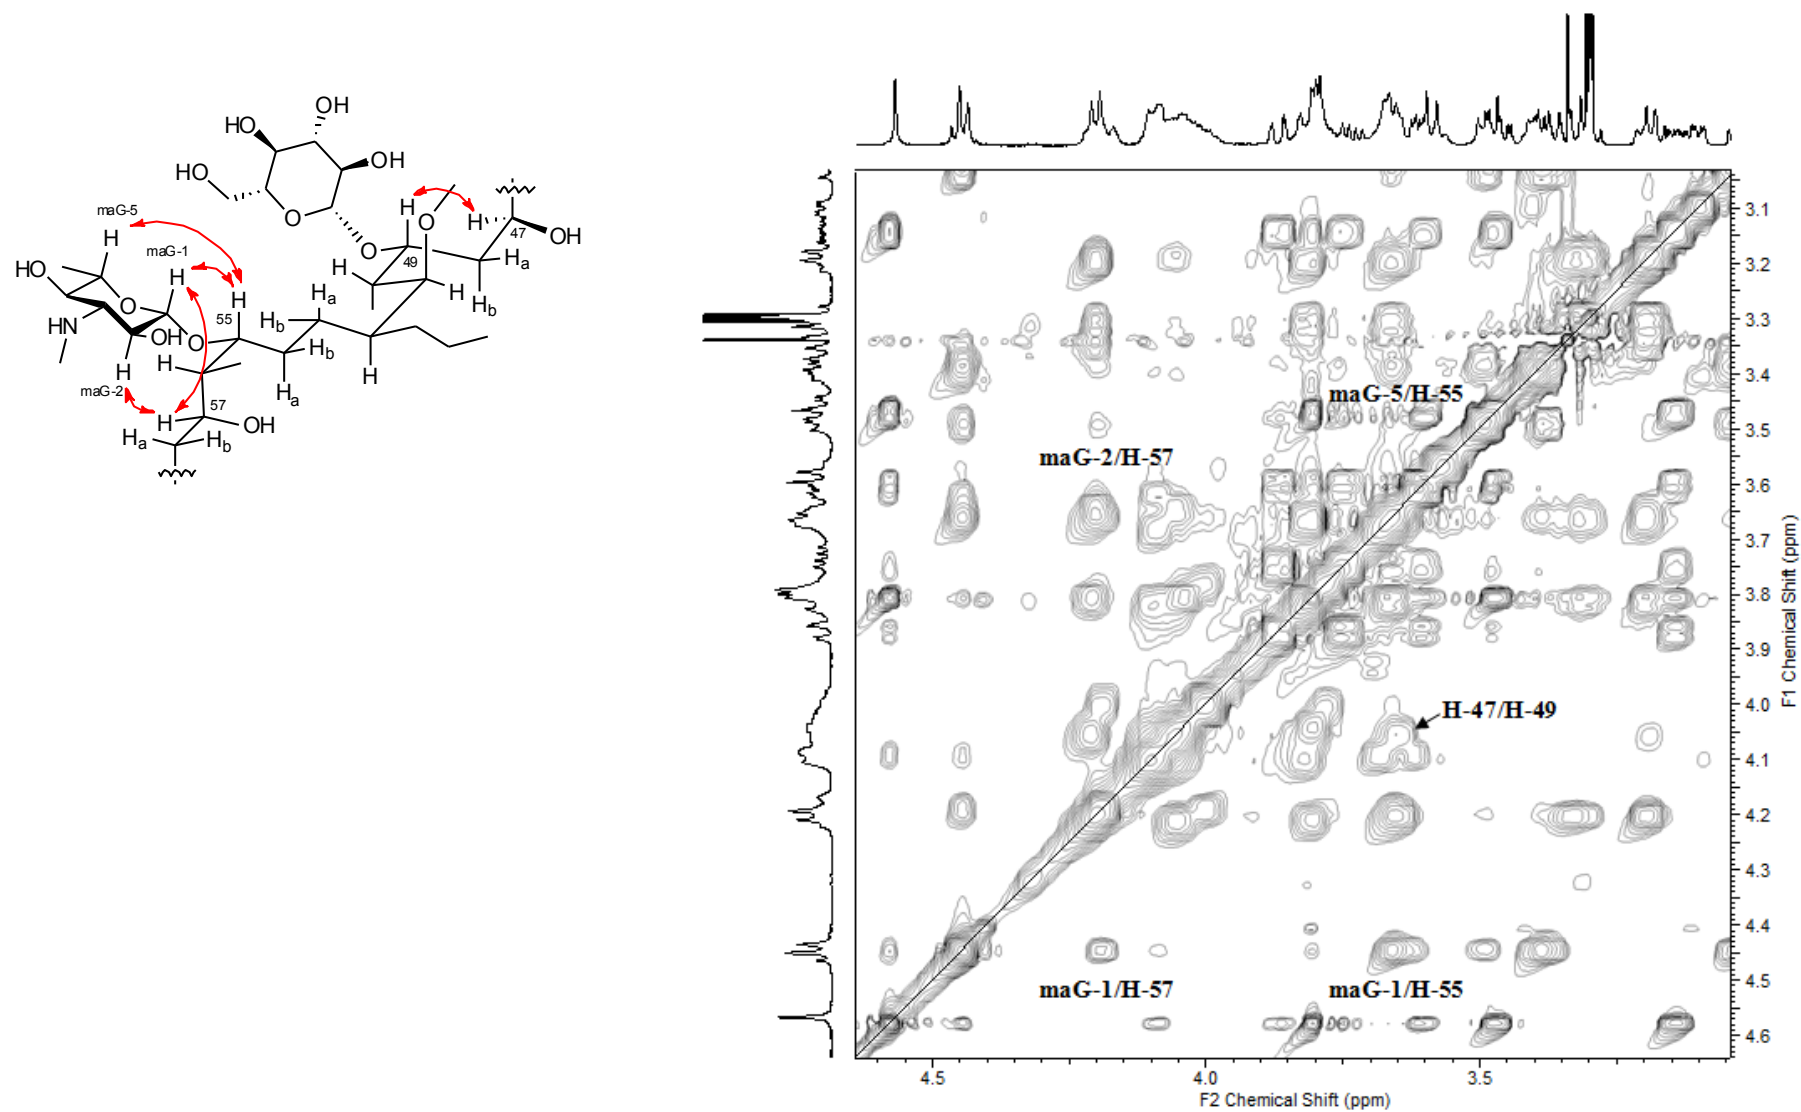 OH
HO
OH
HO
O
O
H
O
H
47
OH
49
Ha
Hb
H
H
maG-5
H
maG-1
H
HO
O
H
55
HN
OH
O
H
maG-2
H
H
57
OH
Ha
Hb
Ha
Hb
Hb
Ha
H
maG-5/H-55
maG-2/H-57
H-47/H-49
maG-1/H-57
maG-1/H-55
3.1
3.2
3.3
3.4
3.5
3.6
3.7
3.8
3.9
4.0
4.1
4.2
4.3
4.4
4.5
4.6
F1 Chemical Shift (ppm)
4.5
4.0
3.5
F2 Chemical Shift (ppm)